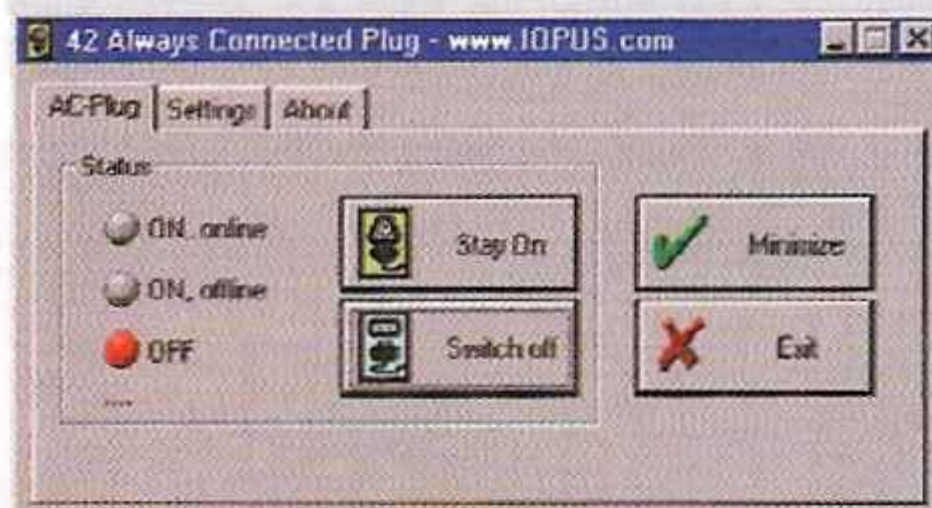 42 Always Connected Plug - www.IOPUS.com
AC-Plug Settings About
Status
ON, online
ON, offline
OFF
....
Stay On
Switch off
Minimize
Exit